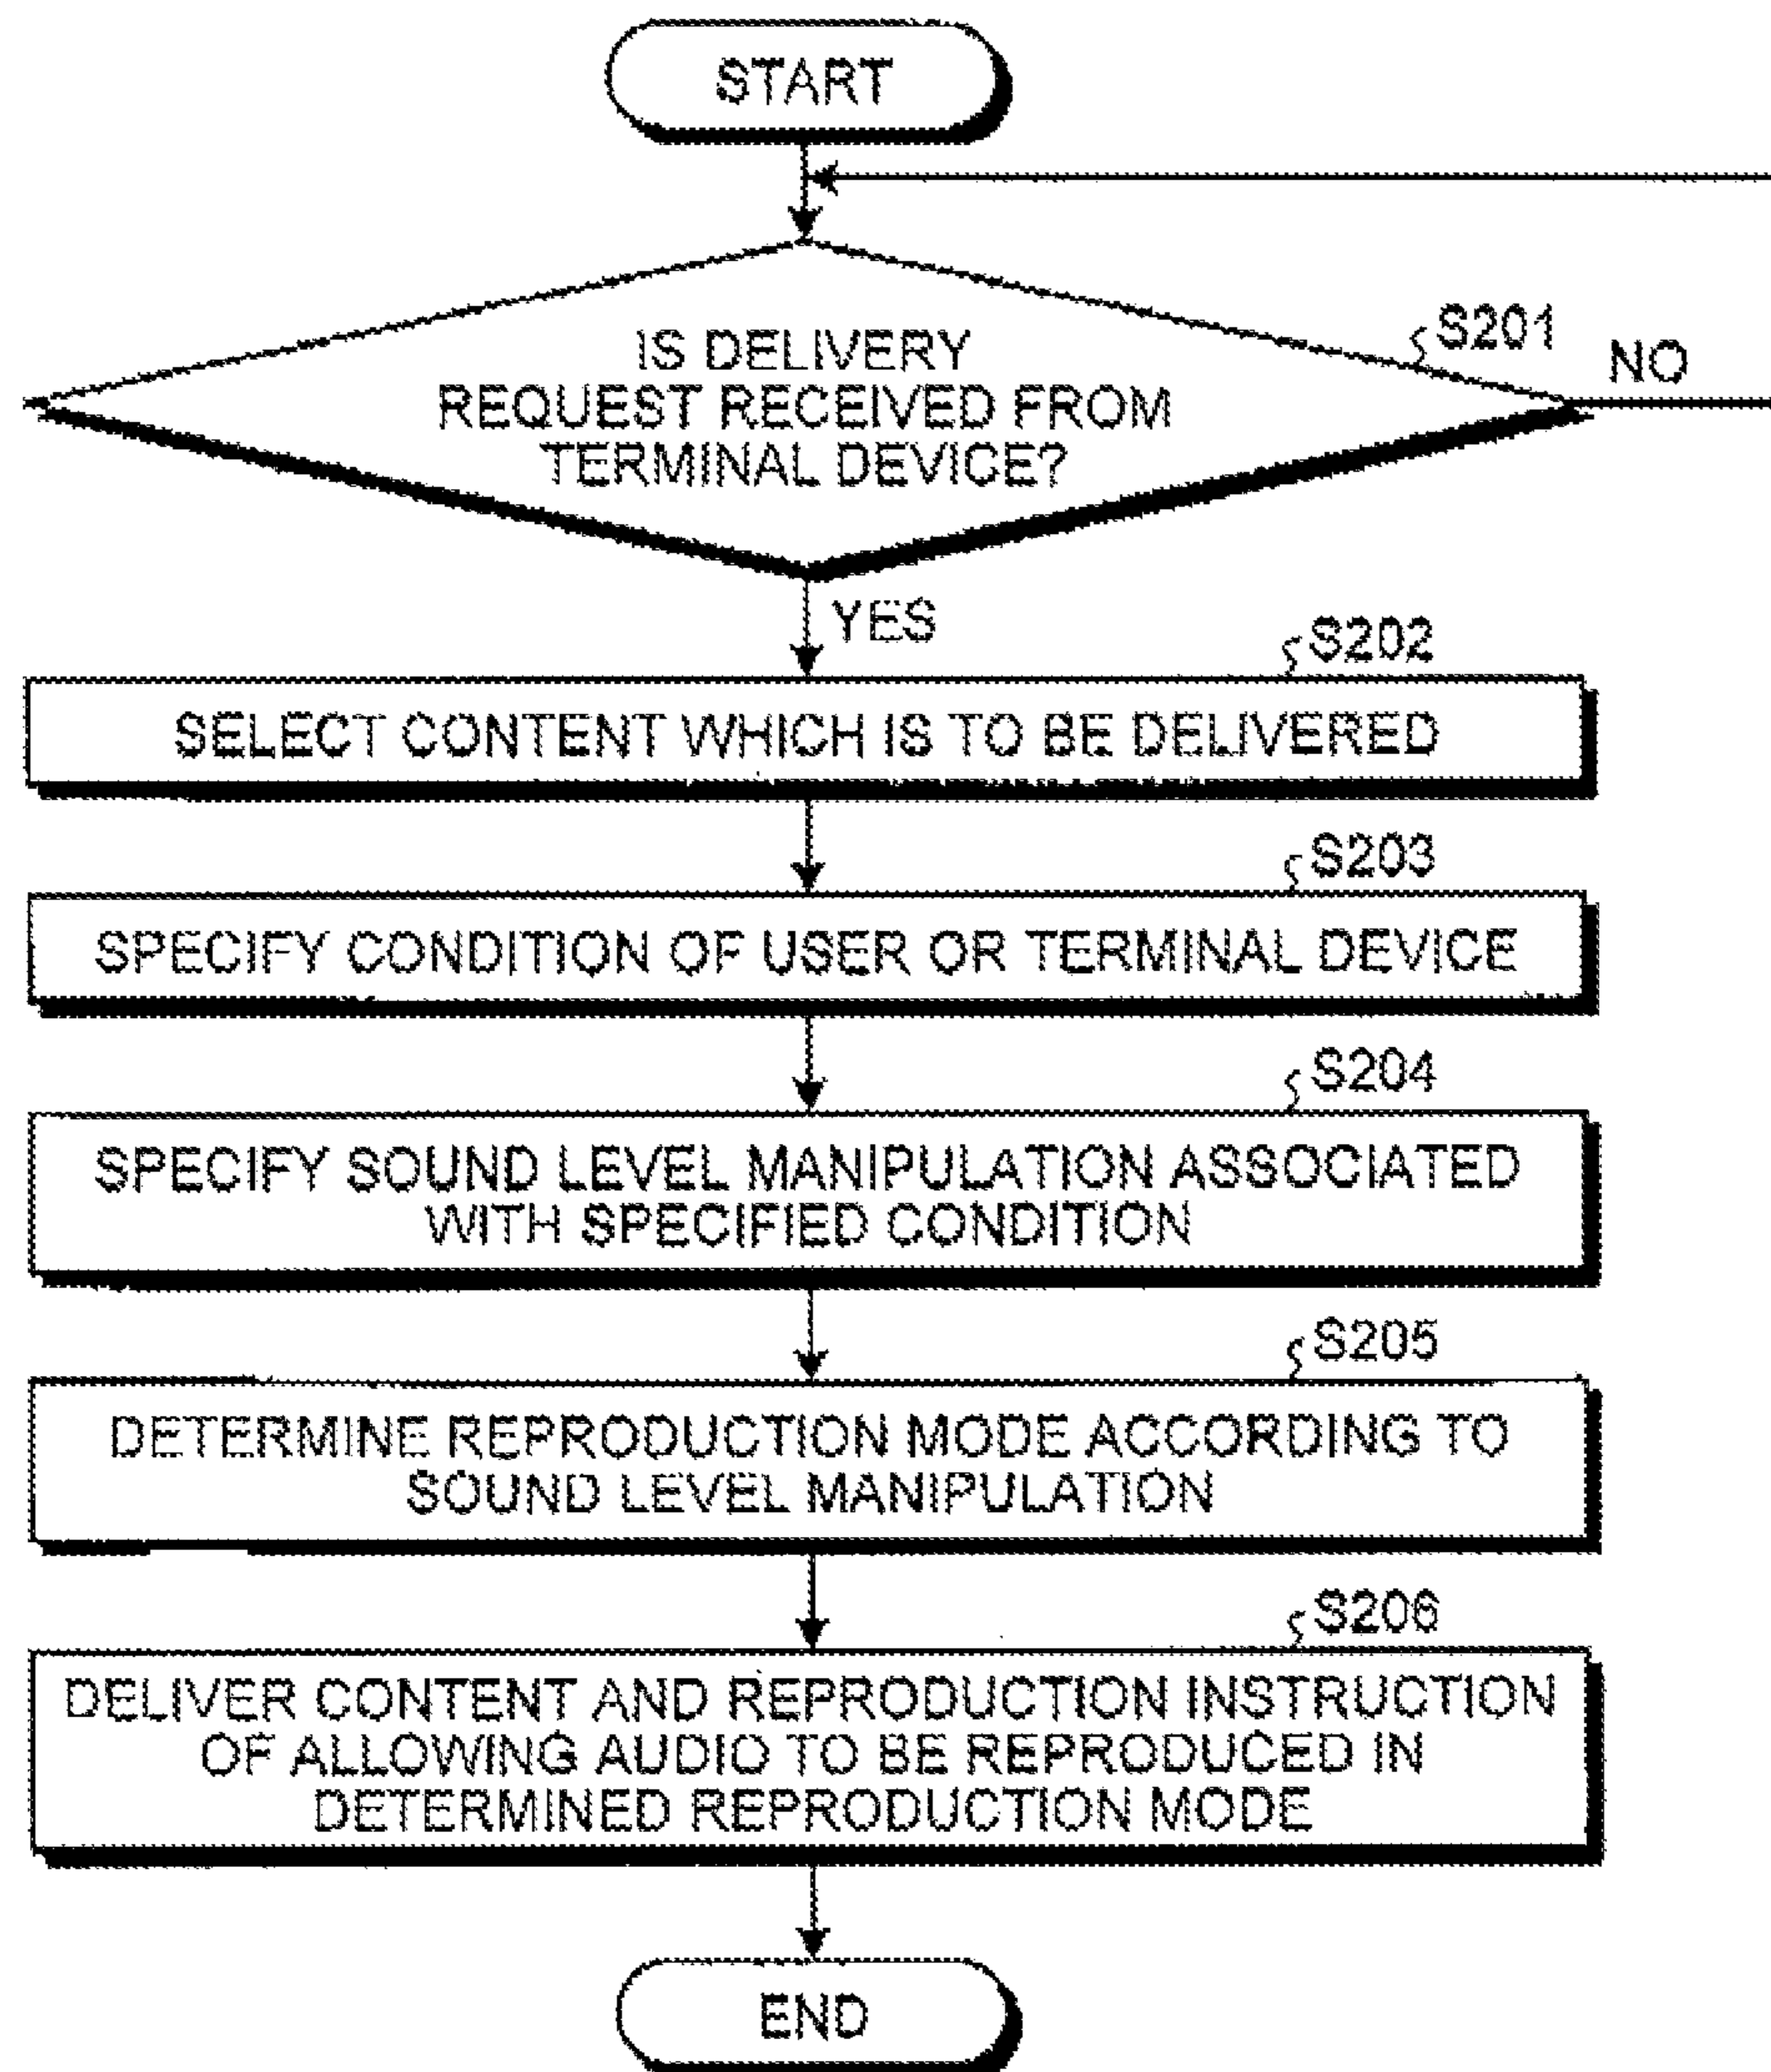 START
IS DELIVERY
REQUEST RECEIVED FROM
TERMINAL DEVICE?
S201
NO
YES
S202
SELECT CONTENT WHICH IS TO BE DELIVERED
S203
SPECIFY CONDITION OF USER OR TERMINAL DEVICE
S204
SPECIFY SOUND LEVEL MANIPULATION ASSOCIATED
WITH SPECIFIED CONDITION
S205
DETERMINE REPRODUCTION MODE ACCORDING TO
SOUND LEVEL MANIPULATION
S206
DELIVER CONTENT AND REPRODUCTION INSTRUCTION
OF ALLOWING AUDIO TO BE REPRODUCED IN
DETERMINED REPRODUCTION MODE
END